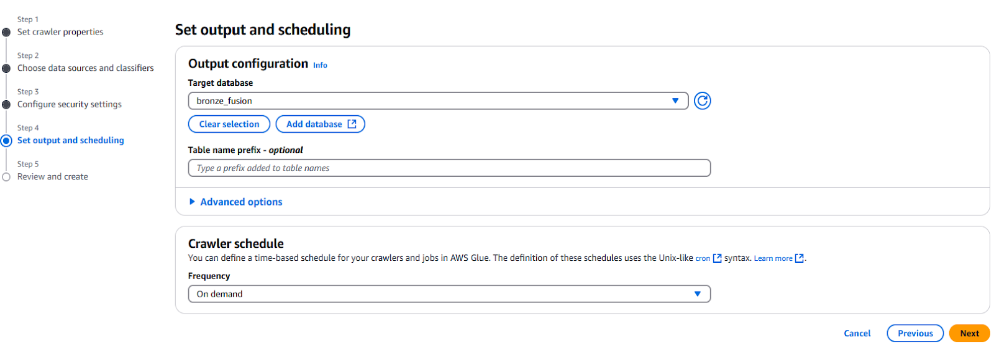 Step 1
Set crawler properties
Step 2
Choose data sources and classifiers
Step 3
Configure security settings
Step 4
Set output and scheduling
Step 5
Review and create
Set output and scheduling
Output configuration Info
Target database
bronze_fusion
Clear selection
Add database
Table name prefix - optional
Type a prefix added to table names
Advanced options
Crawler schedule
You can define a time-based schedule for your crawlers and jobs in AWS Glue. The definition of these schedules uses the Unix-like cron syntax. Learn more.
Frequency
On demand
Cancel
Previous
Next